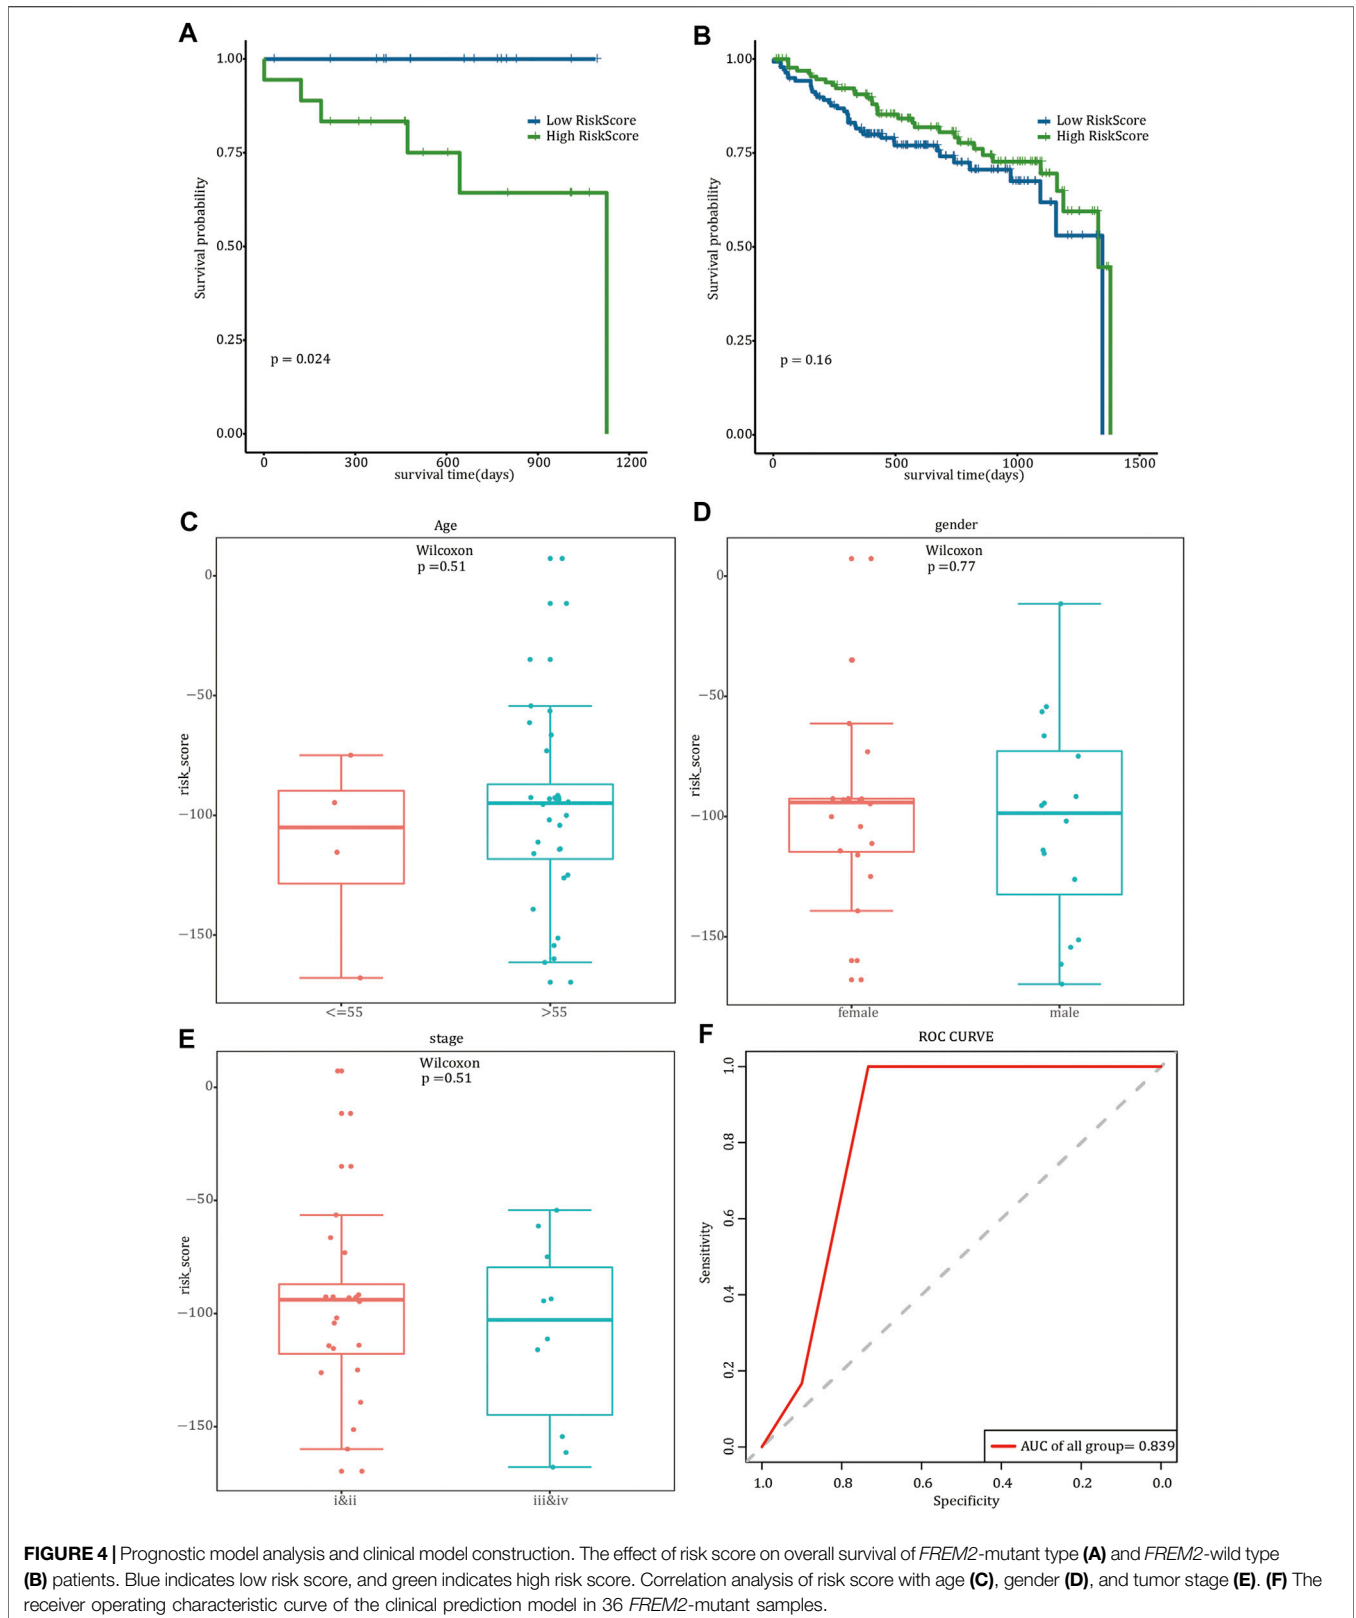 A
1.00
0.75
0.50
0.25
0.00
Survival probability
Low RiskScore
High RiskScore
p = 0.024
0 300 600 900 1200
survival time(days)
B
1.00
0.75
0.50
0.25
0.00
Survival probability
Low RiskScore
High RiskScore
p = 0.16
0 500 1000 1500
survival time(days)
C
Age
Wilcoxon
p =0.51
0
−50
−100
−150
risk_score
<=55 >55
D
gender
Wilcoxon
p =0.77
0
−50
−100
−150
risk_score
female male
E
stage
Wilcoxon
p =0.51
0
−50
−100
−150
risk_score
i&ii iii&iv
F
ROC CURVE
1.0
0.8
0.6
0.4
0.2
0.0
Sensitivity
AUC of all group= 0.839
1.0 0.8 0.6 0.4 0.2 0.0
Specificity
FIGURE 4 | Prognostic model analysis and clinical model construction. The effect of risk score on overall survival of FREM2-mutant type (A) and FREM2-wild type
(B) patients. Blue indicates low risk score, and green indicates high risk score. Correlation analysis of risk score with age (C), gender (D), and tumor stage (E). (F) The
receiver operating characteristic curve of the clinical prediction model in 36 FREM2-mutant samples.